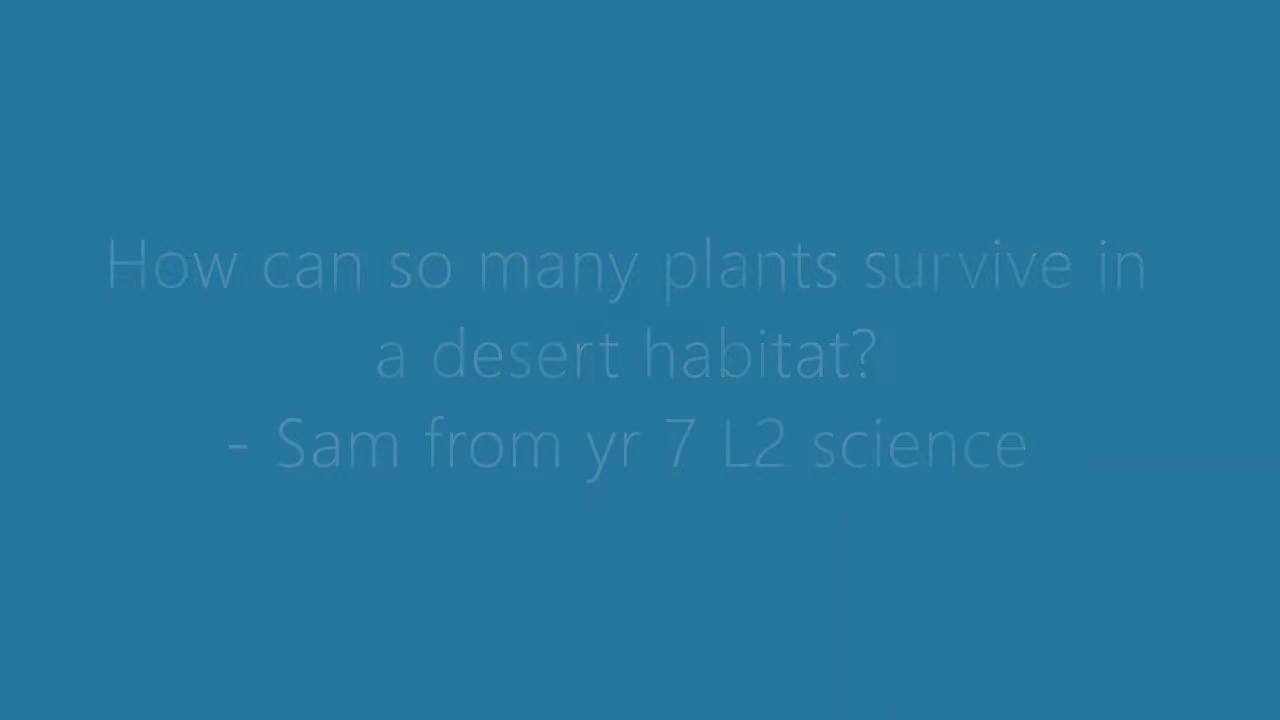 How can so many plants survive in
a desert habitat?
- Sam from yr 7 L2 science